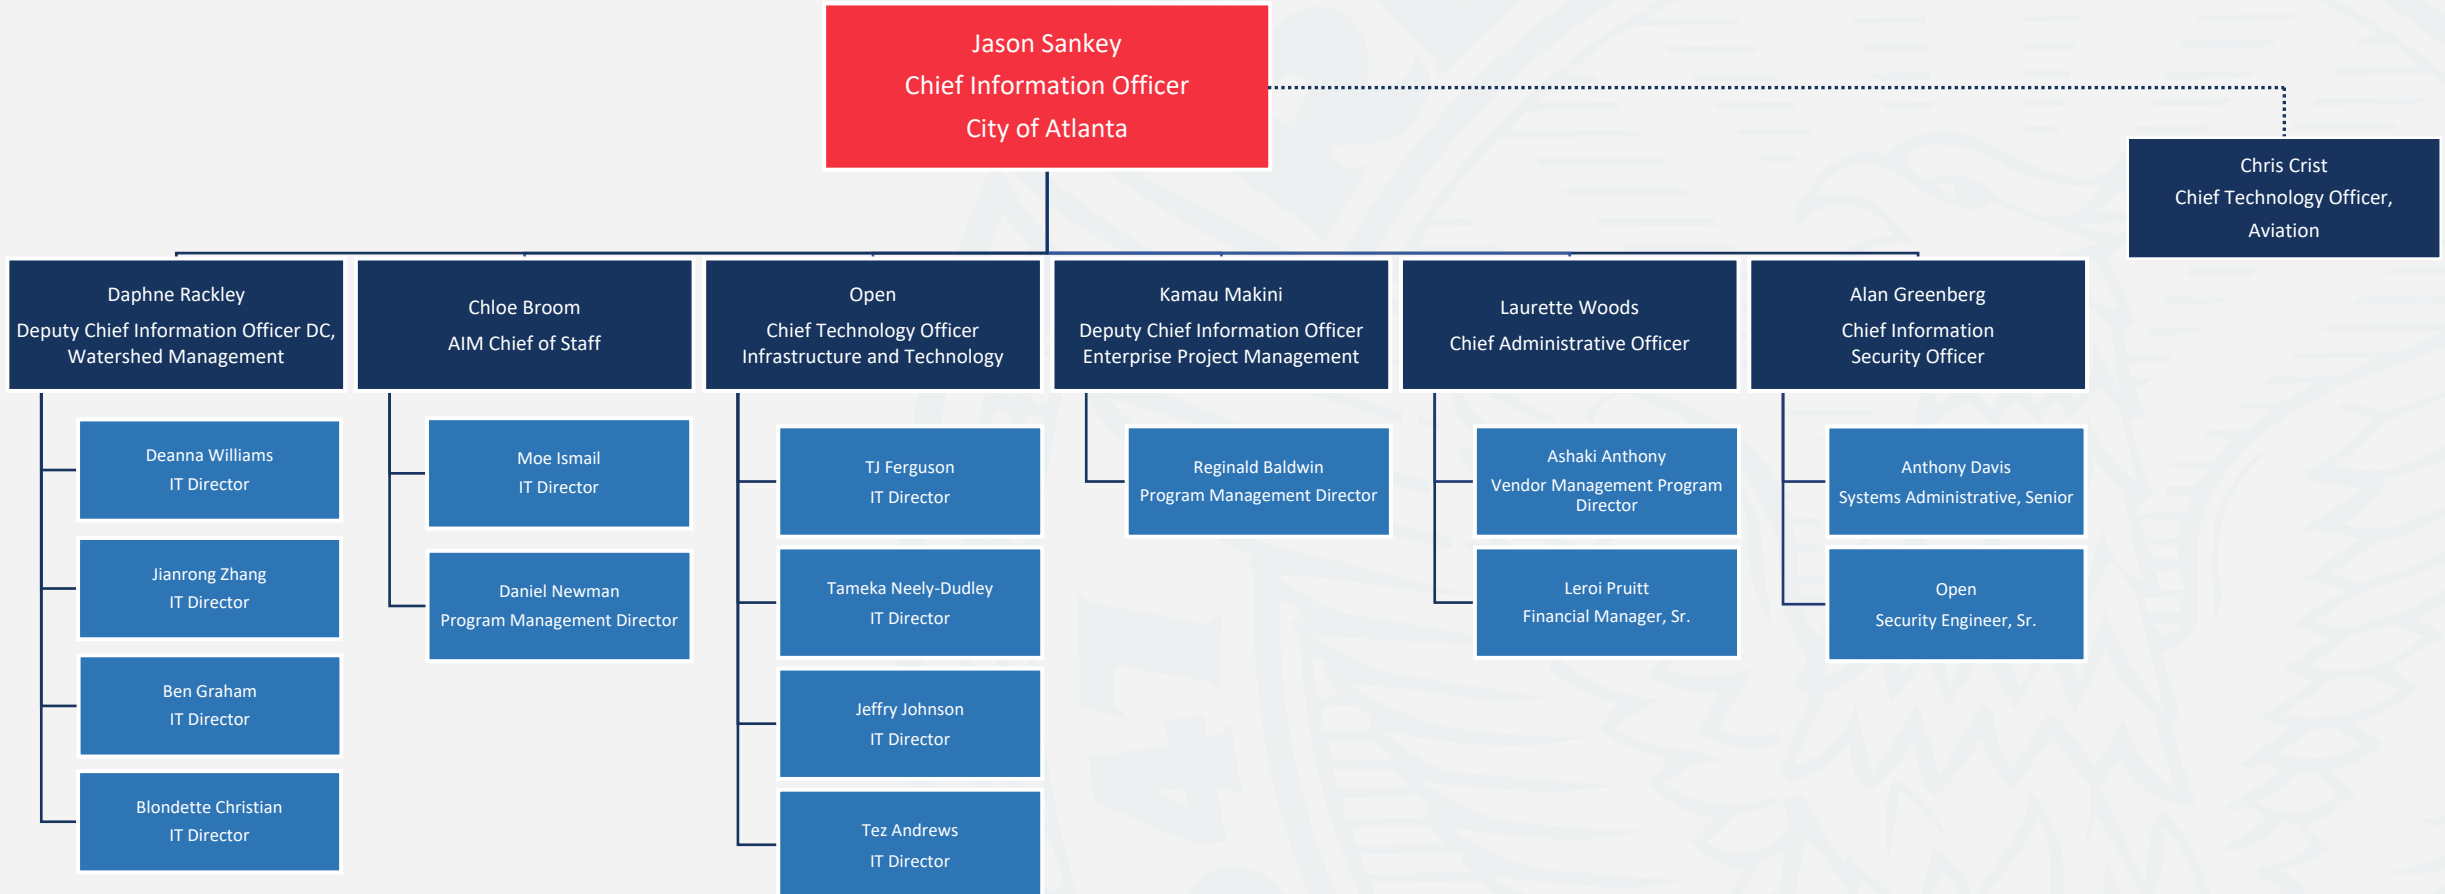 Jason Sankey
Chief Information Officer
City of Atlanta
Chris Crist
Chief Technology Officer,
Aviation
Daphne Rackley
Deputy Chief Information Officer DC,
Watershed Management
Chloe Broom
AIM Chief of Staff
Open
Chief Technology Officer
Infrastructure and Technology
Kamau Makini
Deputy Chief Information Officer
Enterprise Project Management
Laurette Woods
Chief Administrative Officer
Alan Greenberg
Chief Information
Security Officer
Deanna Williams
IT Director
Jianrong Zhang
IT Director
Ben Graham
IT Director
Blondette Christian
IT Director
Moe Ismail
IT Director
Daniel Newman
Program Management Director
TJ Ferguson
IT Director
Tameka Neely-Dudley
IT Director
Jeffry Johnson
IT Director
Tez Andrews
IT Director
Reginald Baldwin
Program Management Director
Ashaki Anthony
Vendor Management Program
Director
Leroi Pruitt
Financial Manager, Sr.
Anthony Davis
Systems Administrative, Senior
Open
Security Engineer, Sr.